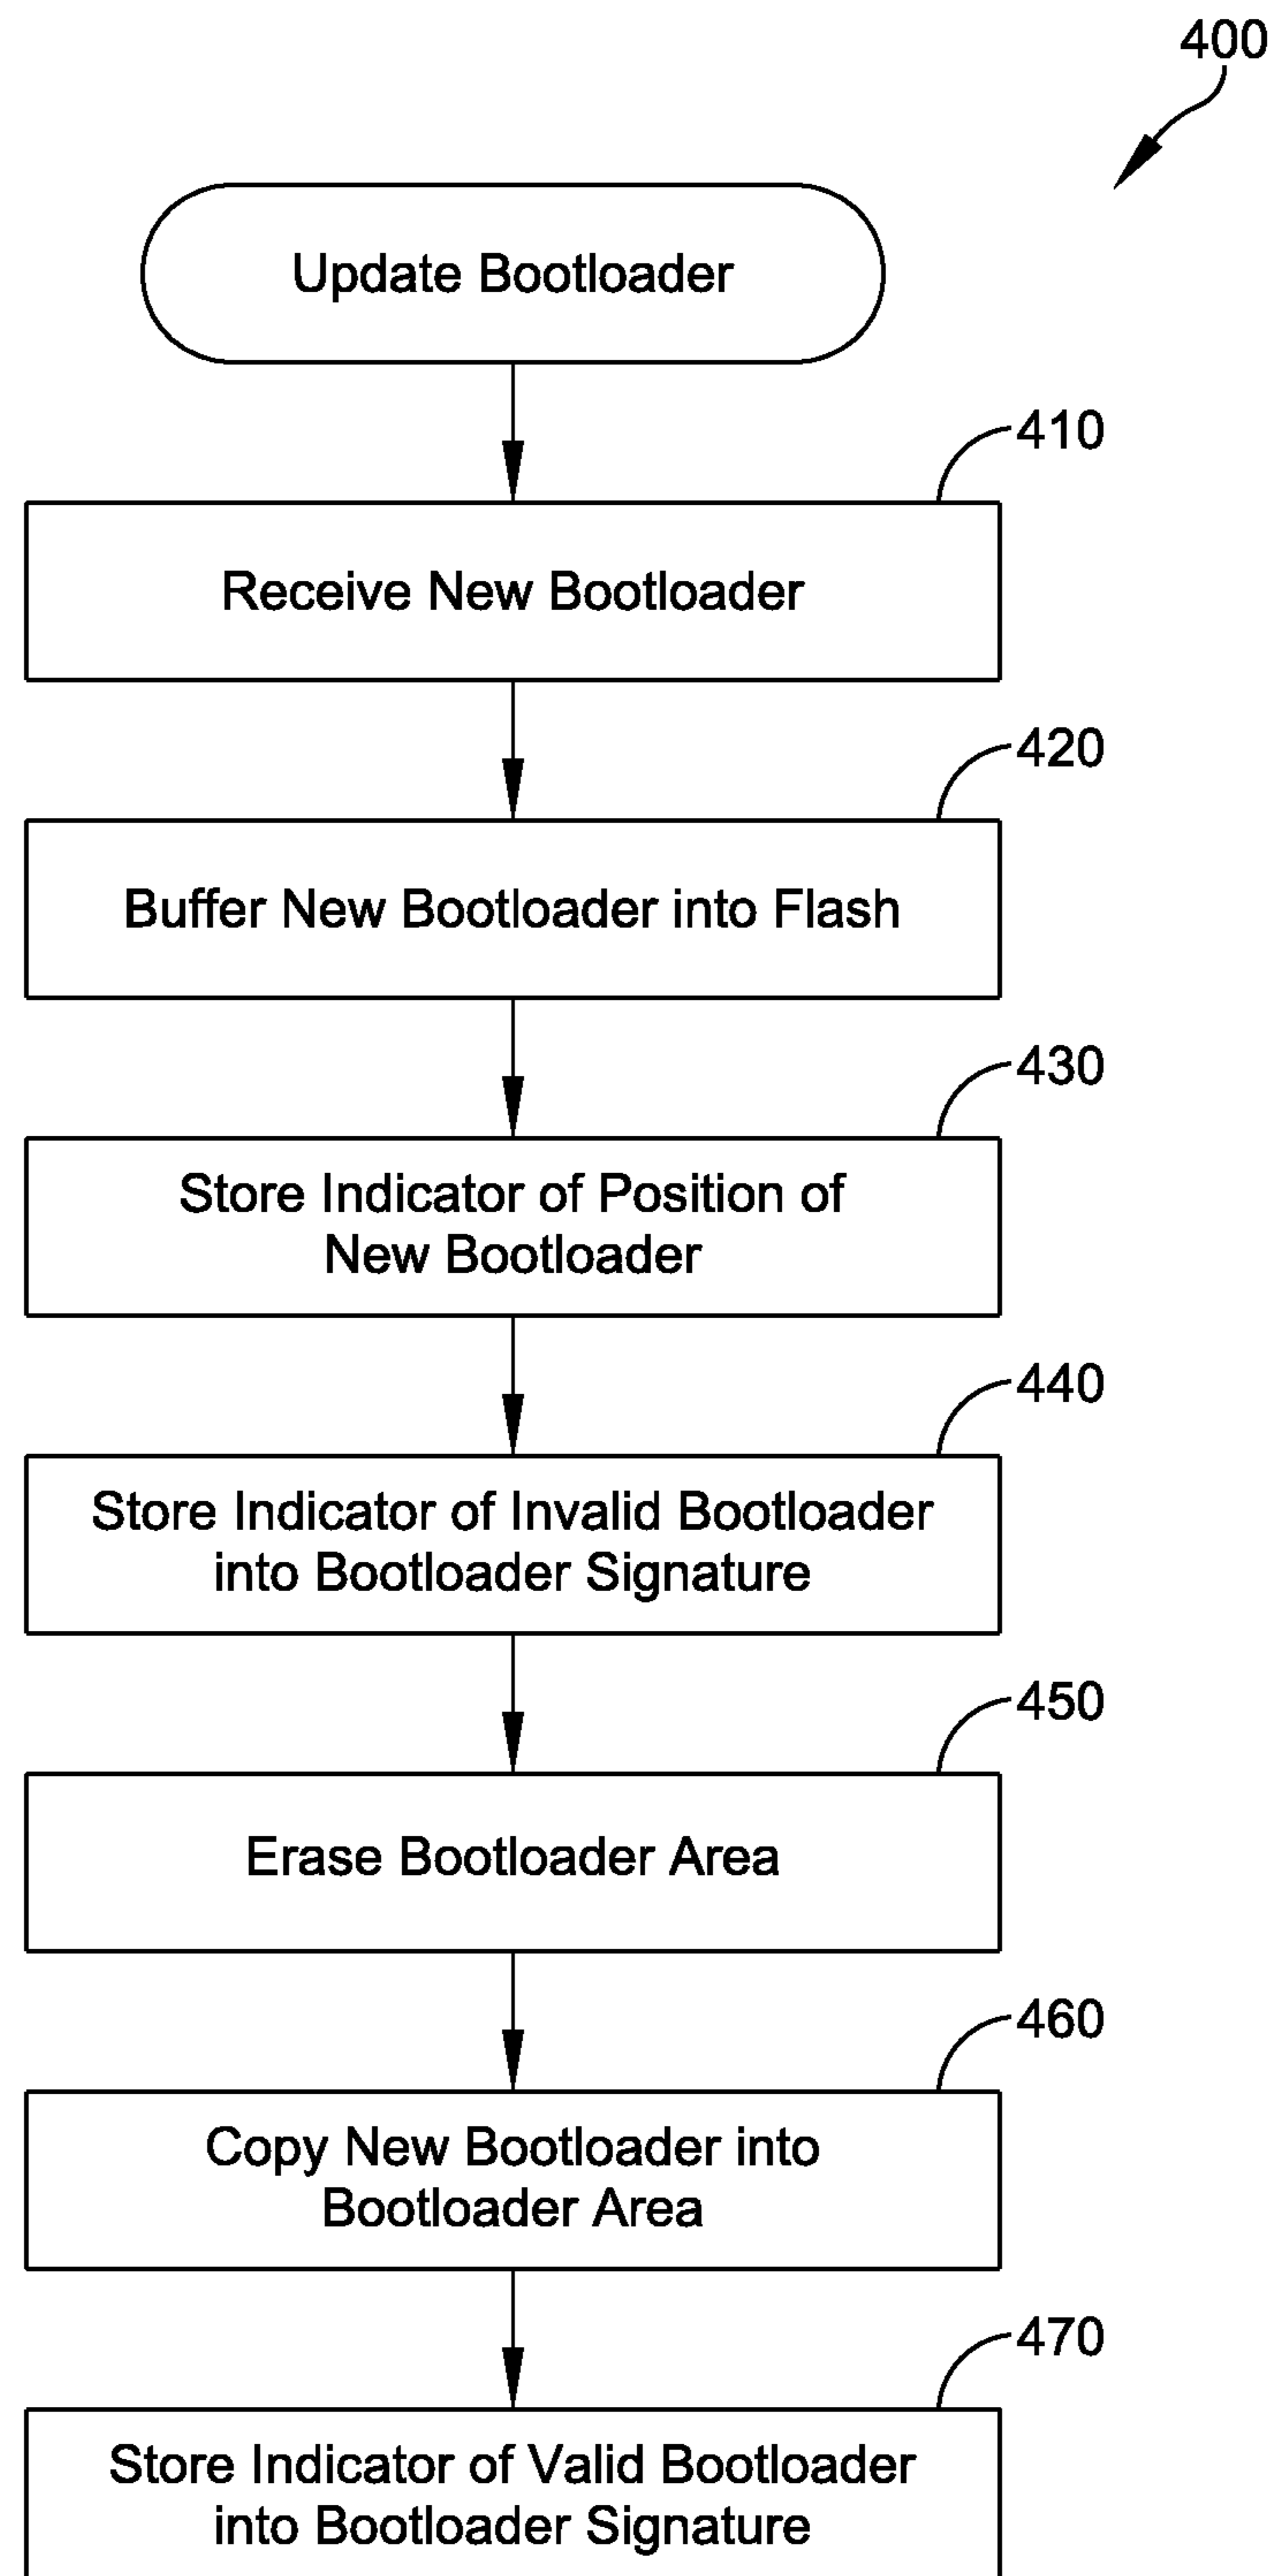 400
Update Bootloader
410
Receive New Bootloader
420
Buffer New Bootloader into Flash
430
Store Indicator of Position of
New Bootloader
440
Store Indicator of Invalid Bootloader
into Bootloader Signature
450
Erase Bootloader Area
460
Copy New Bootloader into
Bootloader Area
470
Store Indicator of Valid Bootloader
into Bootloader Signature